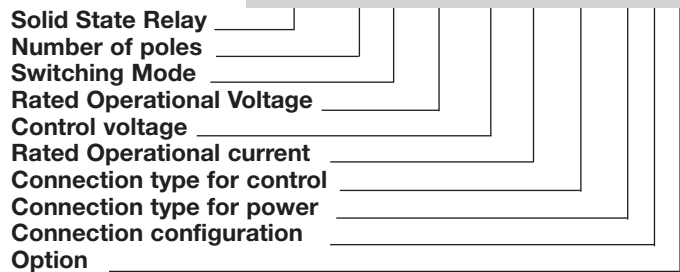 Solid State Relay
Number of poles
Switching Mode
Rated Operational Voltage
Control voltage
Rated Operational current
Connection type for control
Connection type for power
Connection configuration
Option